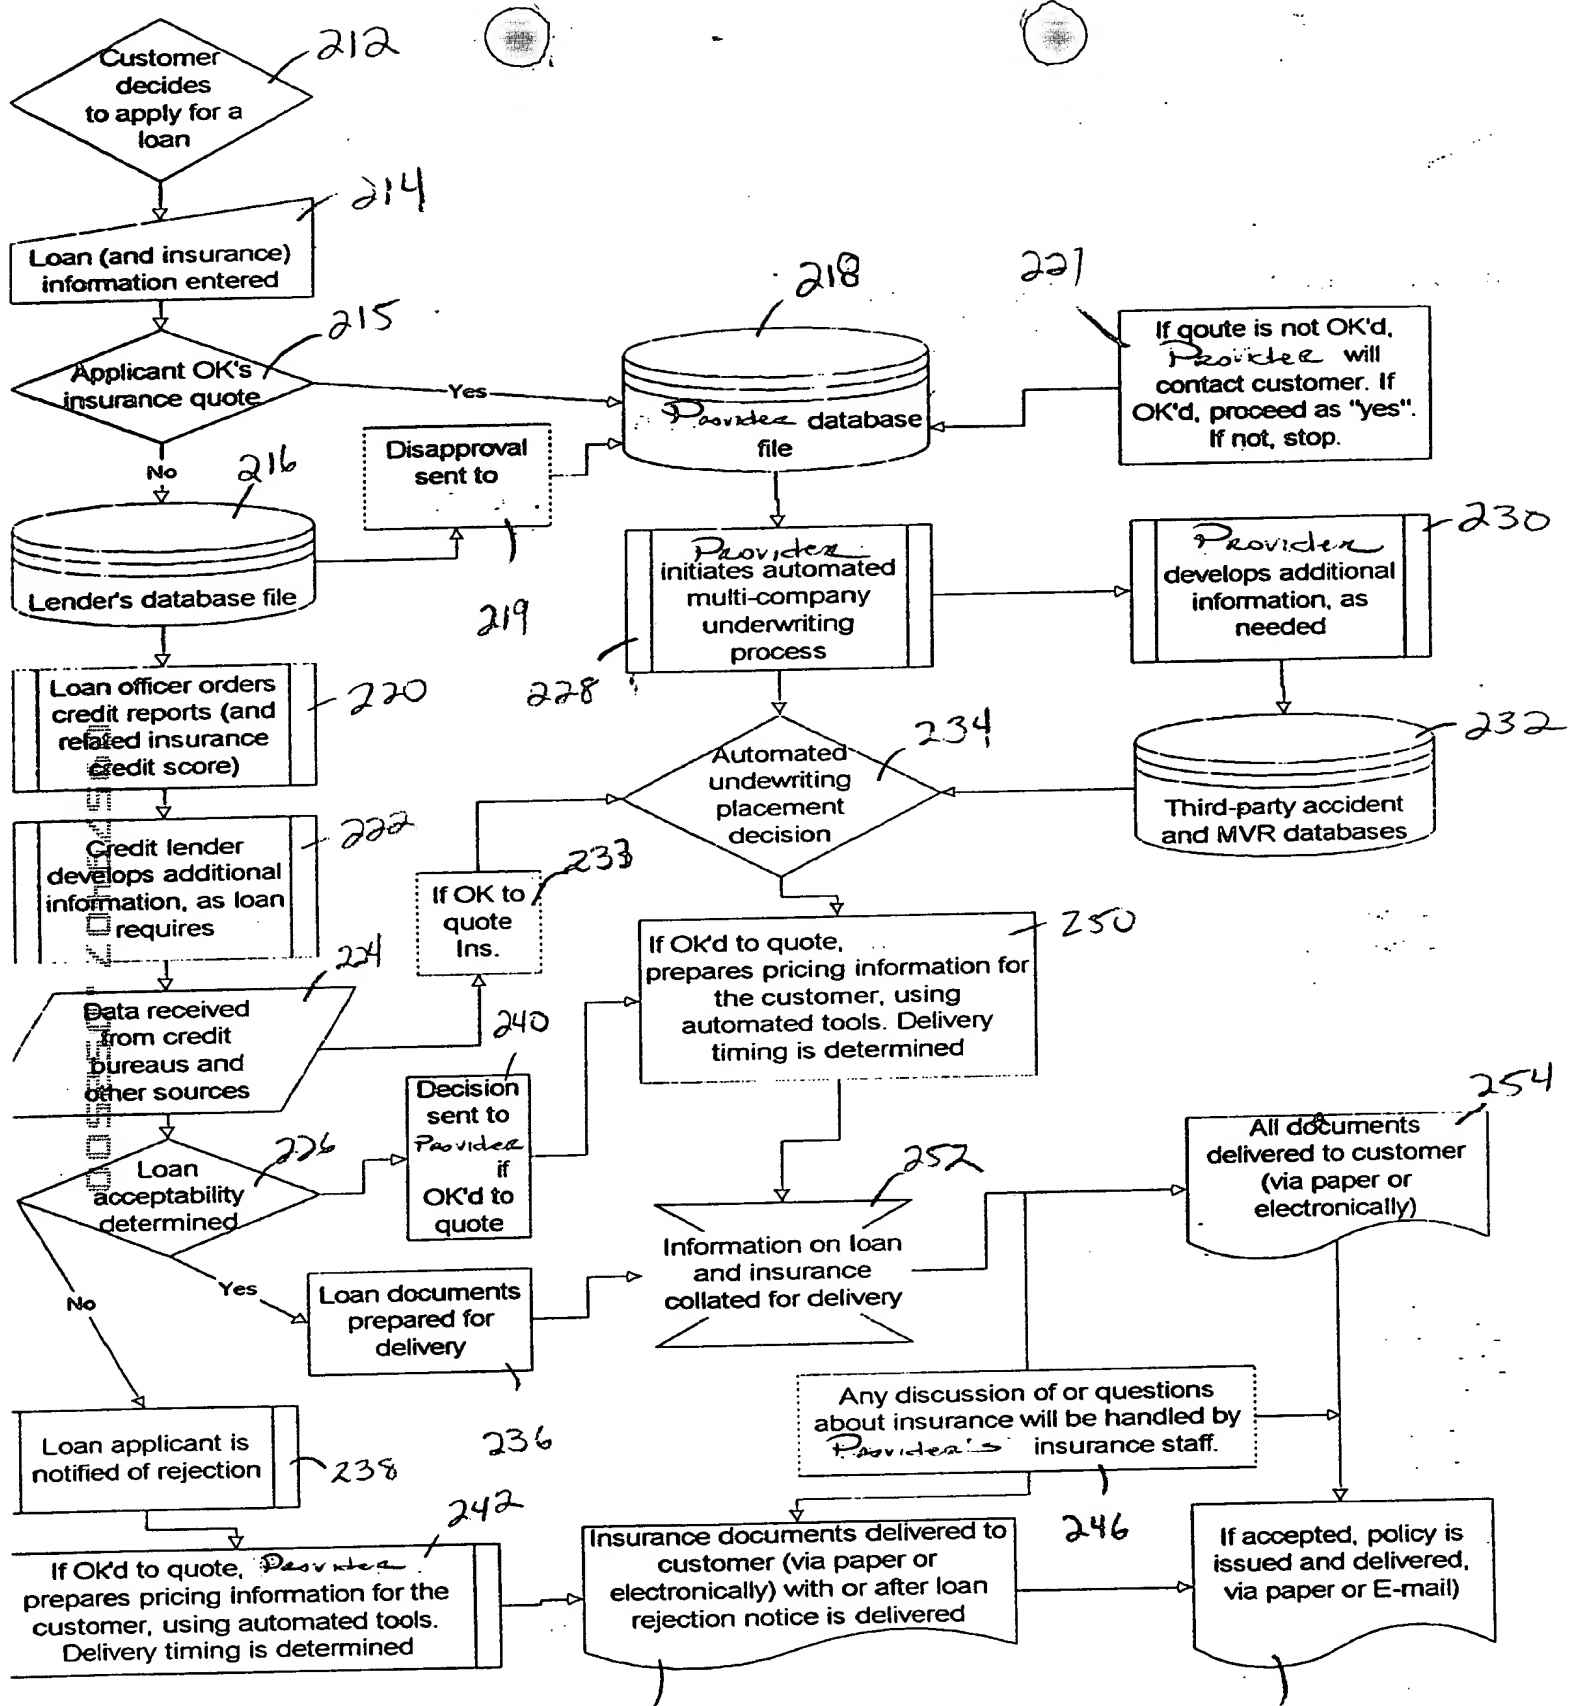 Customer
decides
to apply for a
loan
212
Loan (and insurance)
information entered
214
Applicant OK's
insurance quote
215
Yes
No
Lender's database file
216
Disapproval
sent to
219
Provider database
file
218
If qoute is not OK'd,
Provider will
contact customer. If
OK'd, proceed as "yes".
If not, stop.
221
Provider
initiates automated
multi-company
underwriting
process
228
Provider
develops additional
information, as
needed
230
Loan officer orders
credit reports (and
related insurance
credit score)
220
Automated
undewriting
placement
decision
234
Third-party accident
and MVR databases
232
Credit lender
develops additional
information, as loan
requires
222
If OK to
quote
Ins.
233
Data received
from credit
bureaus and
other sources
224
If Ok'd to quote,
prepares pricing information for
the customer, using
automated tools. Delivery
timing is determined
250
Decision
sent to
Provider
if
OK'd to
quote
240
Loan
acceptability
determined
226
No
Yes
Loan documents
prepared for
delivery
236
Information on loan
and insurance
collated for delivery
252
All documents
delivered to customer
(via paper or
electronically)
254
Any discussion of or questions
about insurance will be handled by
Provider's insurance staff.
246
Loan applicant is
notified of rejection
238
If OK'd to quote, Provider
prepares pricing information for the
customer, using automated tools.
Delivery timing is determined
242
Insurance documents delivered to
customer (via paper or
electronically) with or after loan
rejection notice is delivered
If accepted, policy is
issued and delivered,
via paper or E-mail)